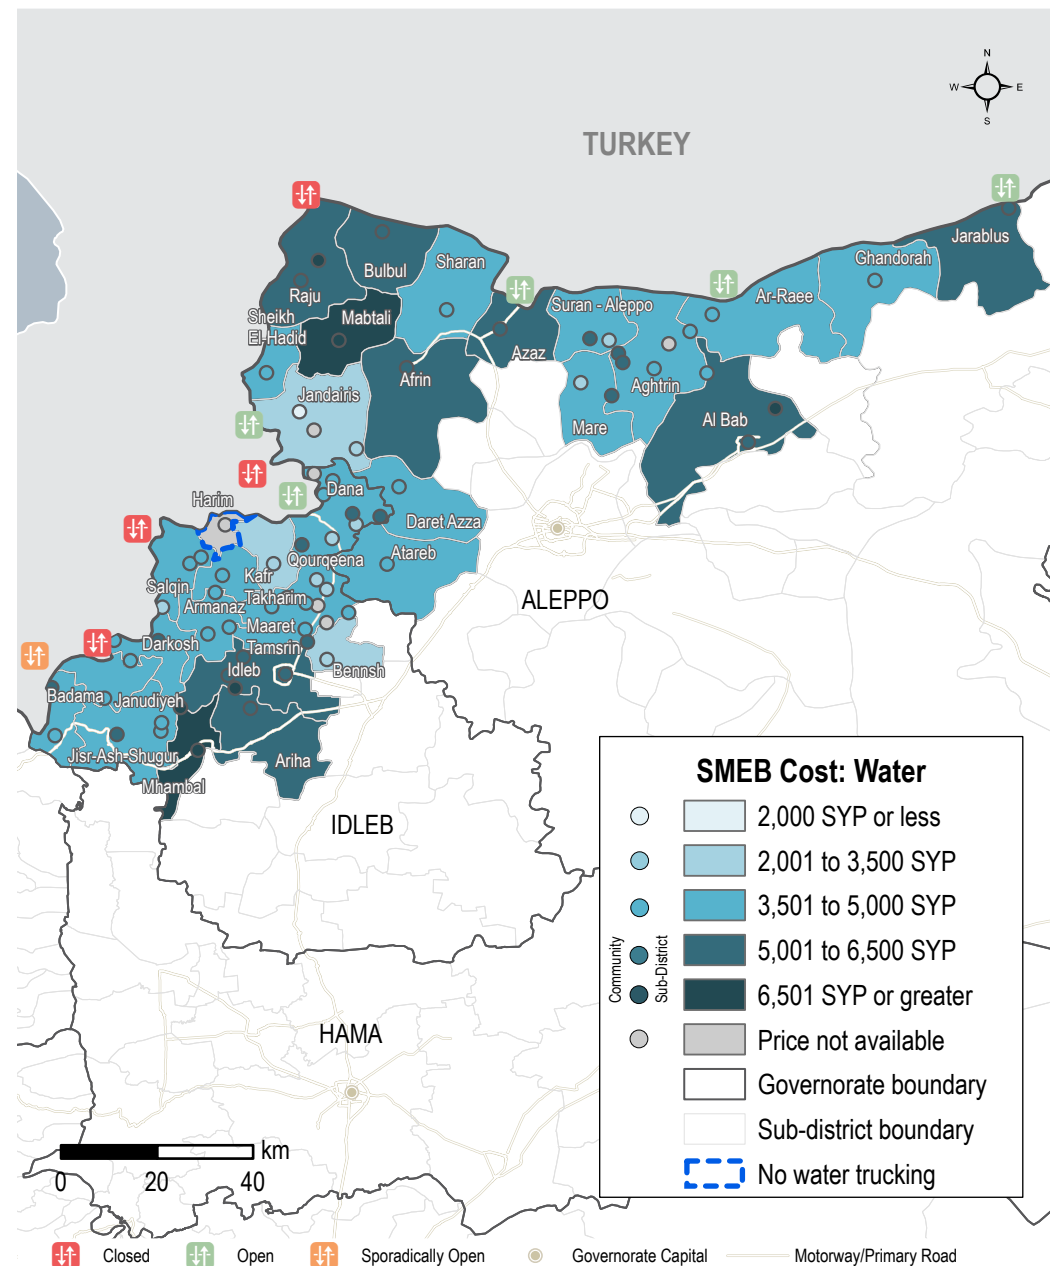 N
W E
S
TURKEY
Jarablus
Ghandorah
Sharan
Bulbul
Ar-Raee
Raju
Suran - Aleppo
Sheikh
El-Hadid
Mabtali
Azaz
Afrin
Aghtrin
Jandairis
Al Bab
Mare
Dana
Harim
Daret Azza
Atareb
Qourqeena
Kafr
Takharim
Salqin
Armanaz
ALEPPO
Maaret
Tamsrin
Darkosh
Idleb
Bennsh
Badama
Janudiyeh
Jisr-Ash-Shugur
Ariha
Mhambal
IDLEB
HAMA
SMEB Cost: Water
2,000 SYP or less
2,001 to 3,500 SYP
3,501 to 5,000 SYP
5,001 to 6,500 SYP
6,501 SYP or greater
Price not available
Governorate boundary
Sub-district boundary
No water trucking
Community
Sub-District
km
0 20 40
Closed Open Sporadically Open Governorate Capital Motorway/Primary Road